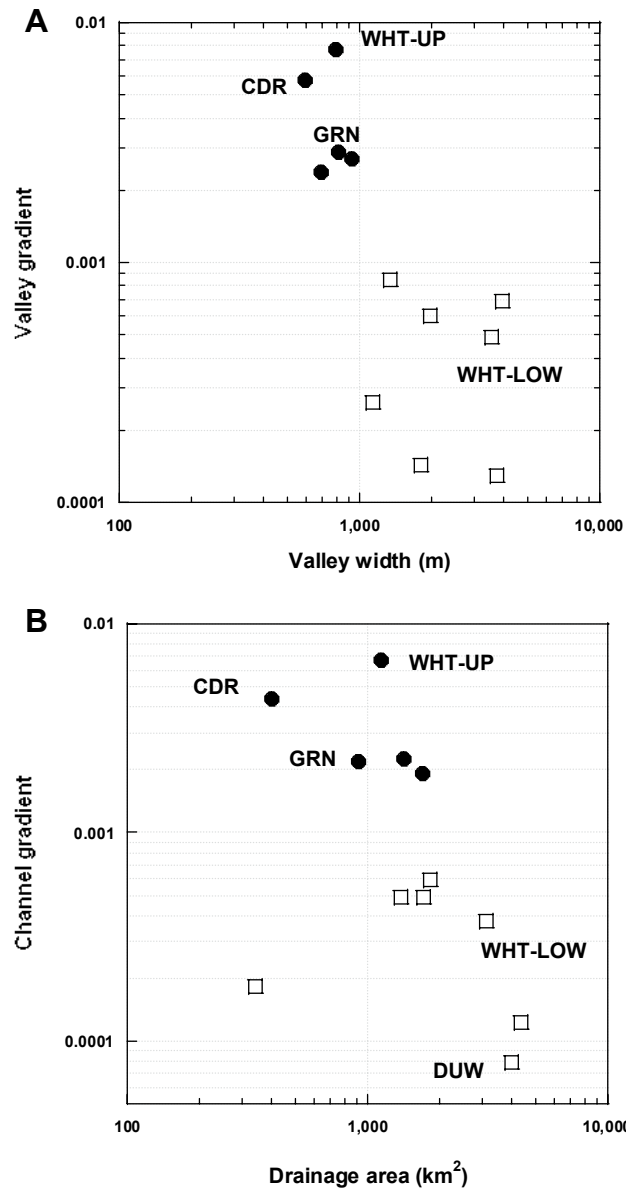 A
0.01
WHT-UP
CDR
GRN
Valley gradient
0.001
WHT-LOW
0.0001
100
1,000
10,000
Valley width (m)
B
0.01
WHT-UP
CDR
GRN
Channel gradient
0.001
WHT-LOW
0.0001
DUW
100
1,000
10,000
Drainage area (km²)